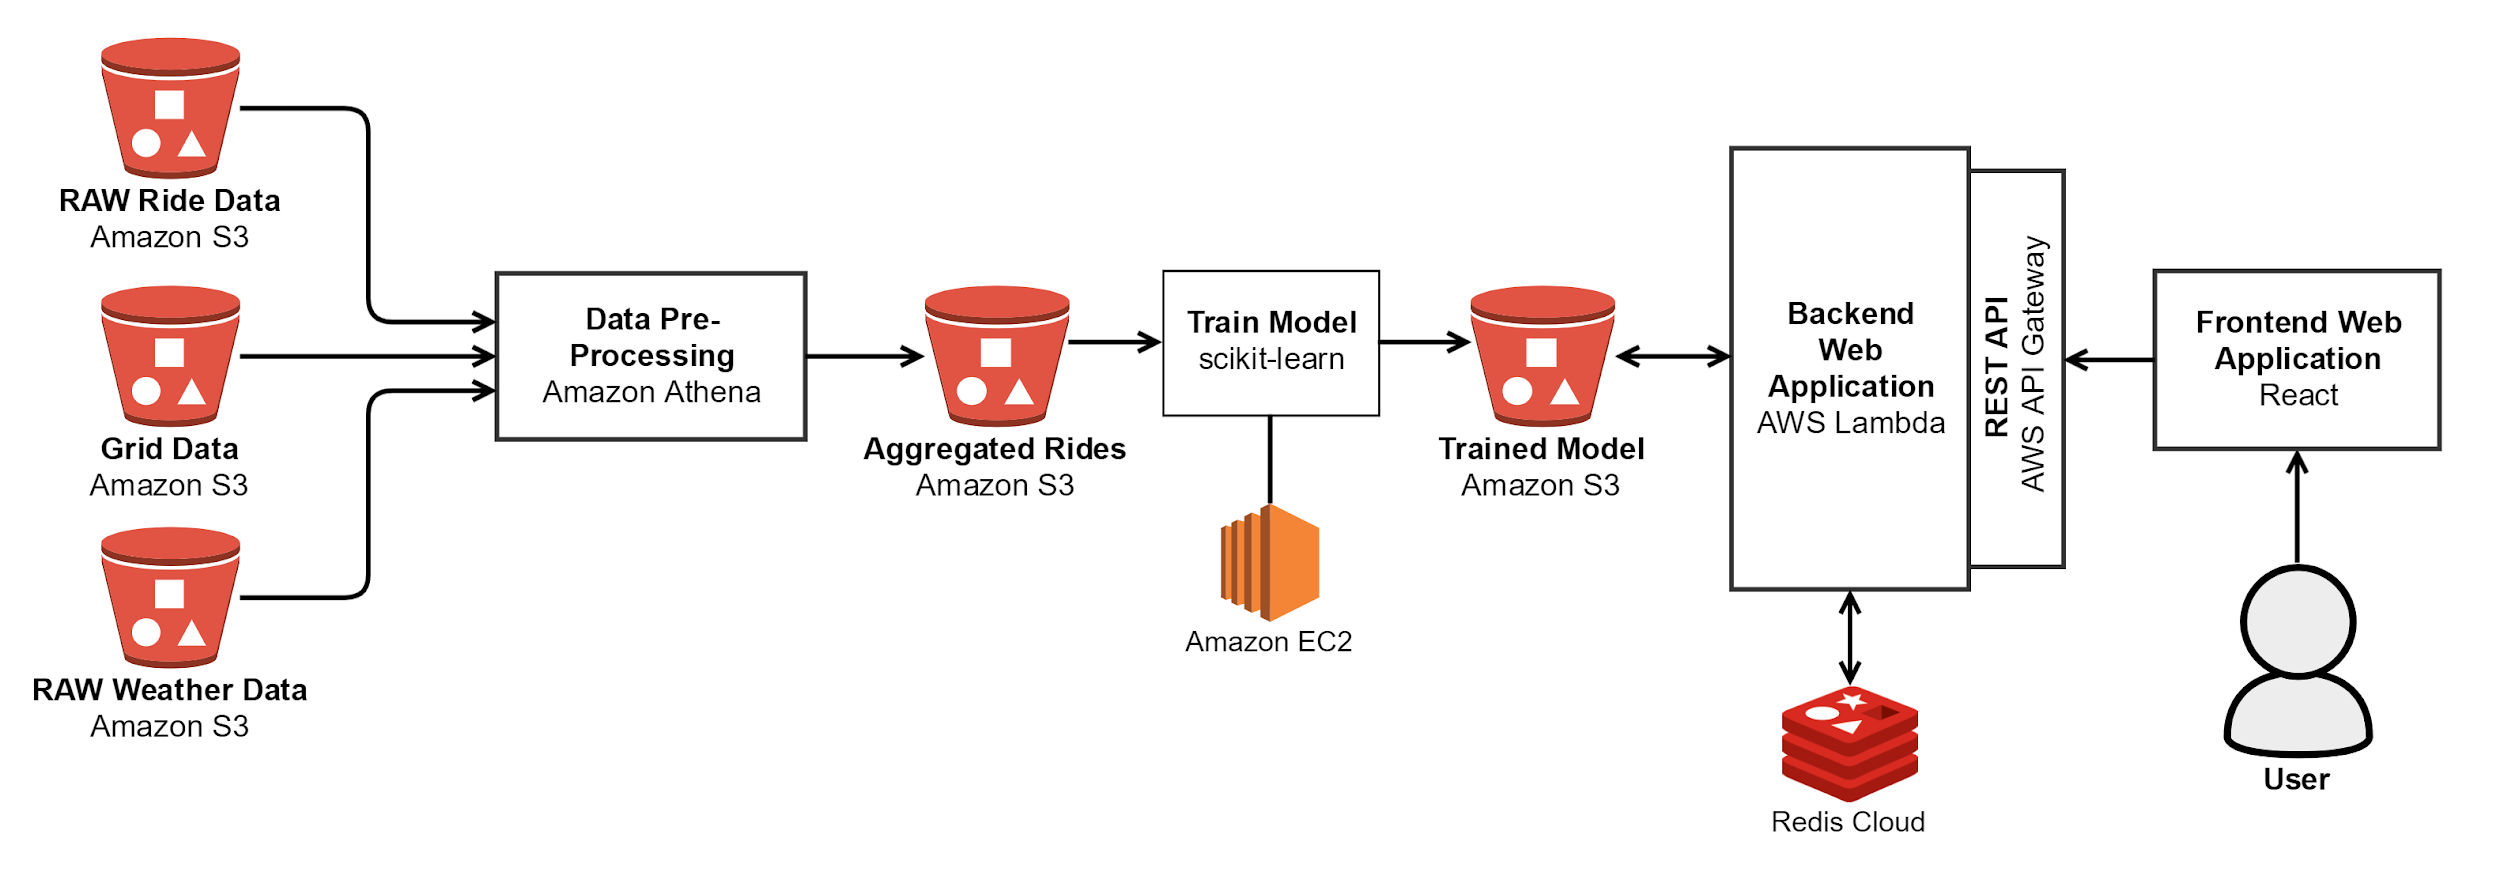 RAW Ride Data
Amazon S3
Grid Data
Amazon S3
RAW Weather Data
Amazon S3
Data Pre-
Processing
Amazon Athena
Aggregated Rides
Amazon S3
Train Model
scikit-learn
Amazon EC2
Trained Model
Amazon S3
Backend
Web
Application
AWS Lambda
REST API
AWS API Gateway
Redis Cloud
Frontend Web
Application
React
User